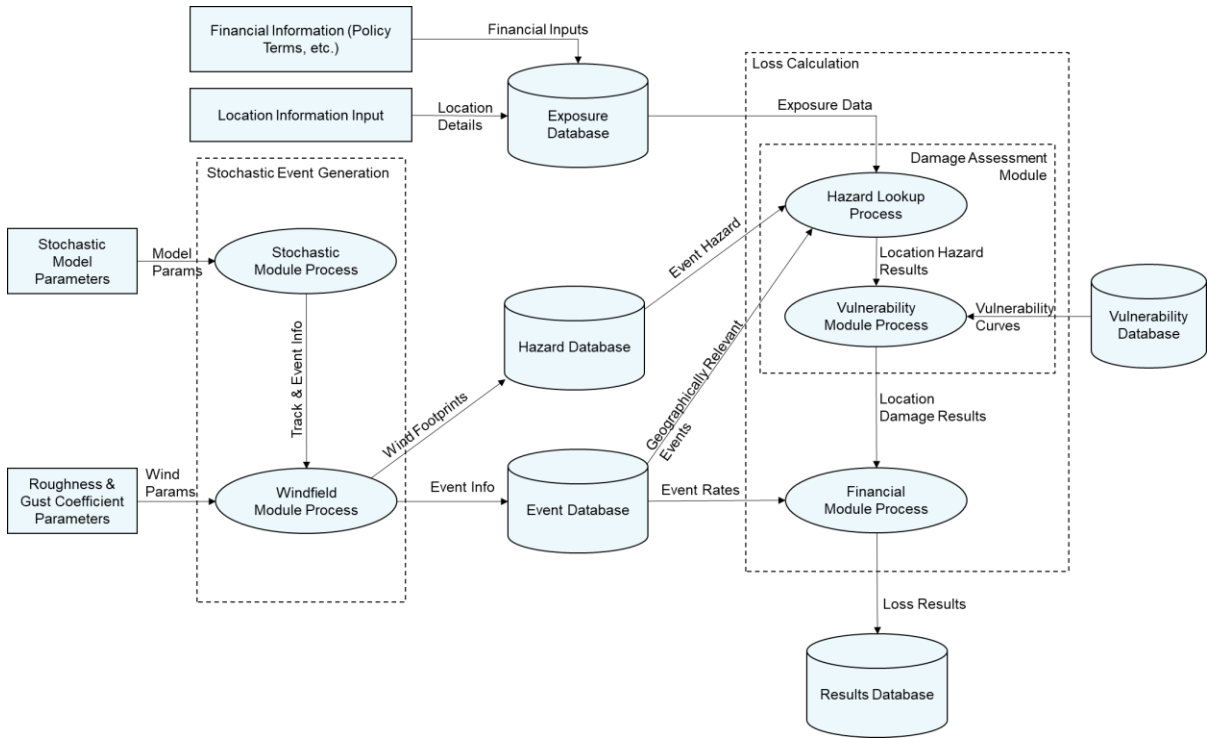 Financial Information (Policy
Terms, etc.)
Financial Inputs
Loss Calculation
Location Information Input
Location
Details
Exposure
Database
Exposure Data
Stochastic Event Generation
Damage Assessment
Module
Hazard Lookup
Process
Stochastic
Model
Parameters
Model
Params
Stochastic
Module Process
Event Hazard
Location Hazard
Results
Hazard Database
Vulnerability
Module Process
Vulnerability
Curves
Vulnerability
Database
Track & Event Info
Wind Footprints
Geographically Relevant
Events
Location
Damage Results
Roughness &
Gust Coefficient
Parameters
Wind
Params
Windfield
Module Process
Event Info
Event Database
Event Rates
Financial
Module Process
Loss Results
Results Database